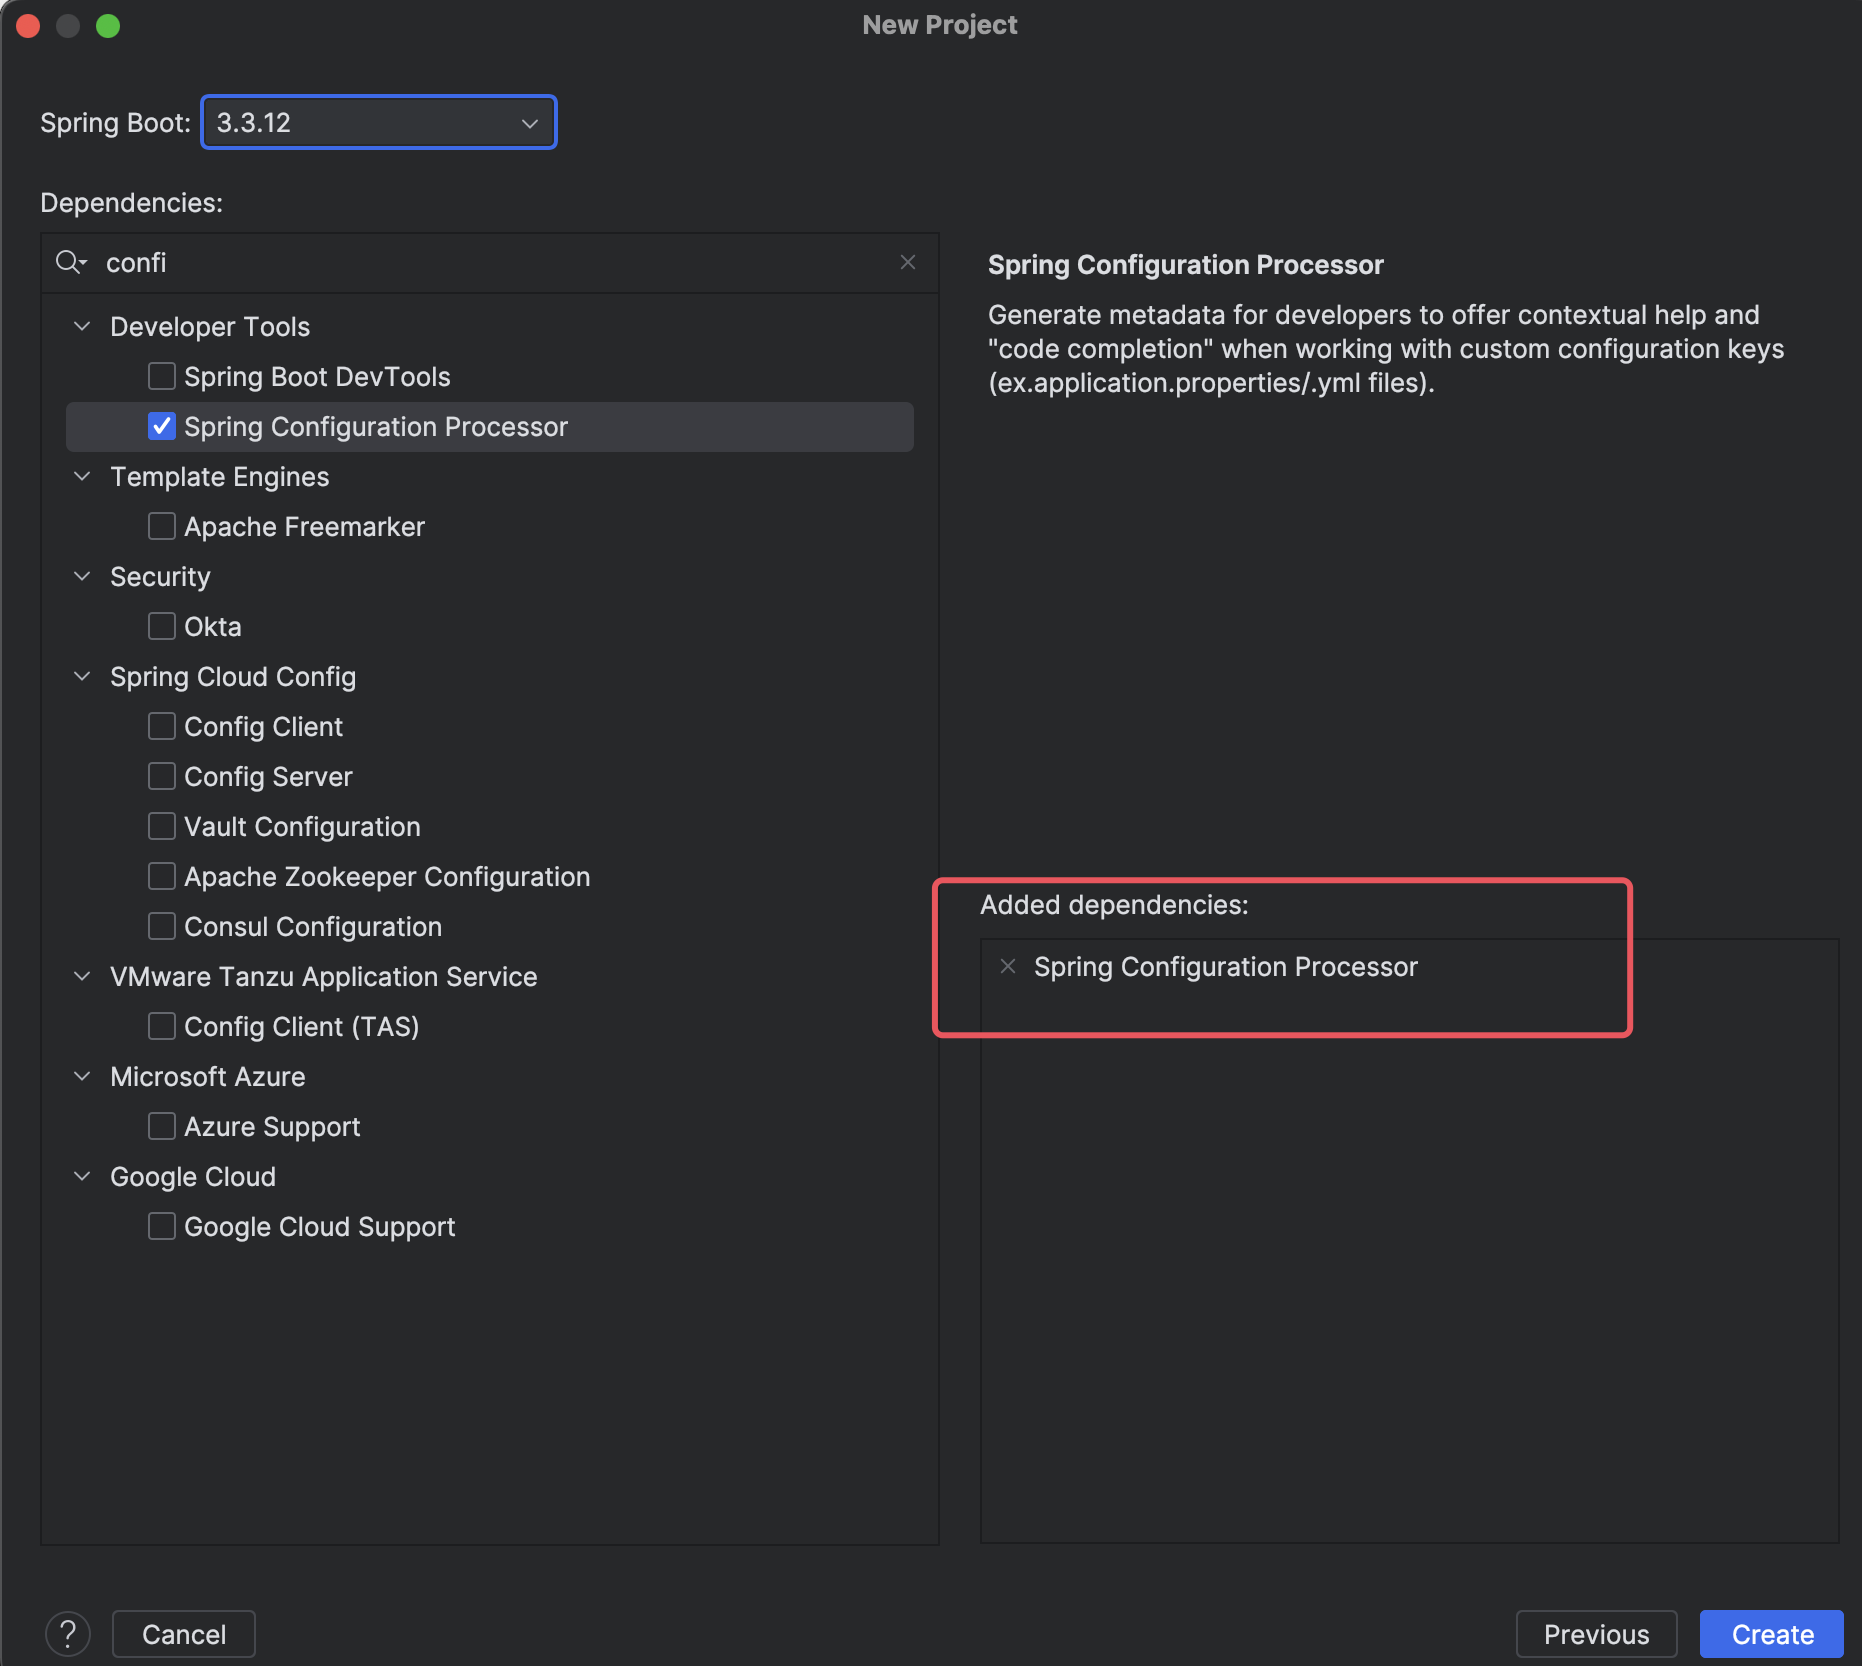 New Project
Spring Boot: 3.3.12
Dependencies:
confi
Developer Tools
Spring Boot DevTools
Spring Configuration Processor
Template Engines
Apache Freemarker
Security
Okta
Spring Cloud Config
Config Client
Config Server
Vault Configuration
Apache Zookeeper Configuration
Consul Configuration
VMware Tanzu Application Service
Config Client (TAS)
Microsoft Azure
Azure Support
Google Cloud
Google Cloud Support
Spring Configuration Processor
Generate metadata for developers to offer contextual help and
"code completion" when working with custom configuration keys
(ex.application.properties/.yml files).
Added dependencies:
Spring Configuration Processor
?
Cancel
Previous
Create